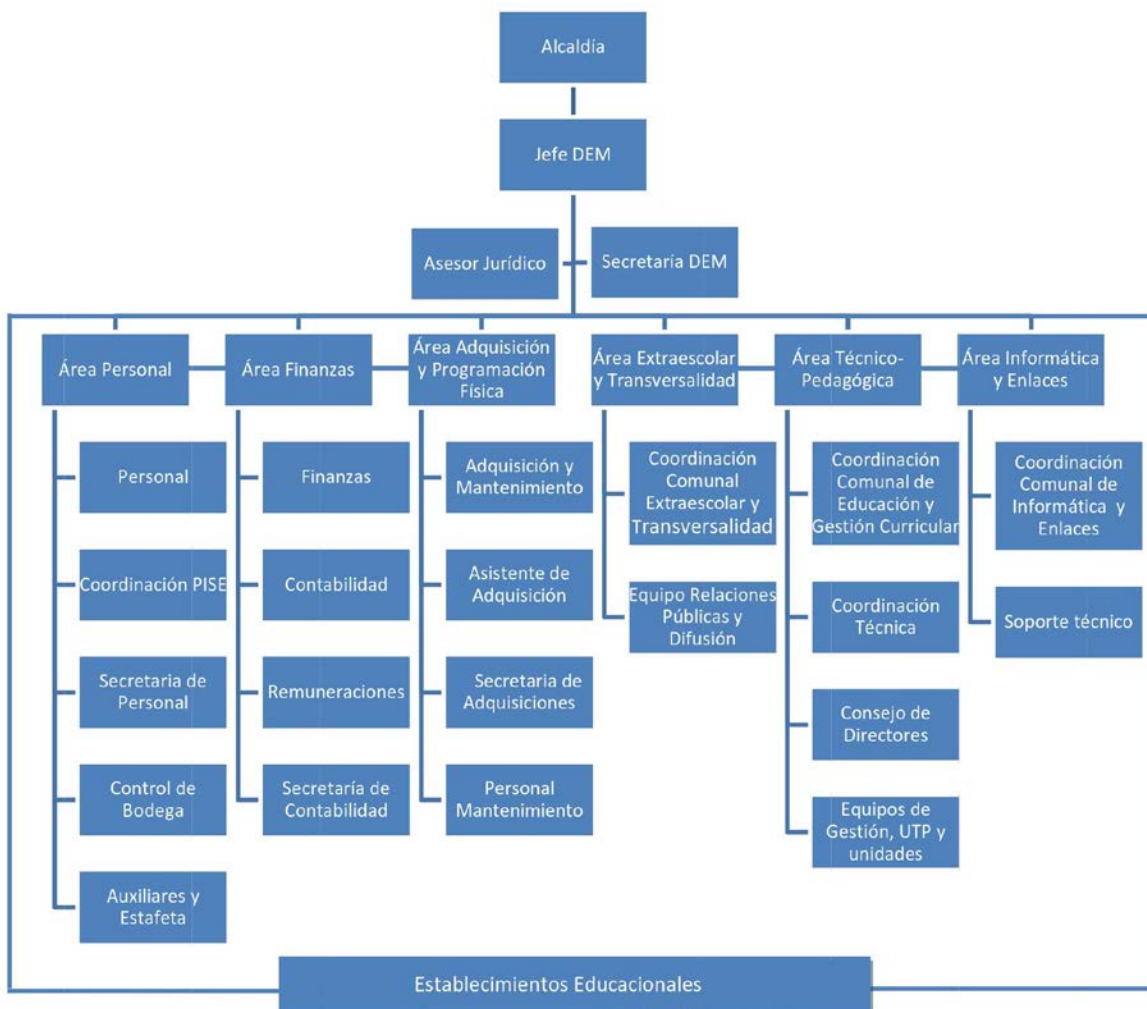 Alcaldía
Jefe DEM
Asesor Jurídico
Secretaría DEM
Área Personal
Área Finanzas
Área Adquisición
y Programación
Física
Área Extraescolar
y Transversalidad
Área Técnico-
Pedagógica
Área Informática
y Enlaces
Personal
Coordinación PISE
Secretaria de
Personal
Control de
Bodega
Auxiliares y
Estafeta
Finanzas
Contabilidad
Remuneraciones
Secretaría de
Contabilidad
Adquisición y
Mantenimiento
Asistente de
Adquisición
Secretaria de
Adquisiciones
Personal
Mantenimiento
Coordinación
Comunal
Extraescolar y
Transversalidad
Equipo Relaciones
Públicas y
Difusión
Coordinación
Comunal de
Educación y
Gestión Curricular
Coordinación
Técnica
Consejo de
Directores
Equipos de
Gestión, UTP y
unidades
Coordinación
Comunal de
Informática y
Enlaces
Soporte técnico
Establecimientos Educacionales